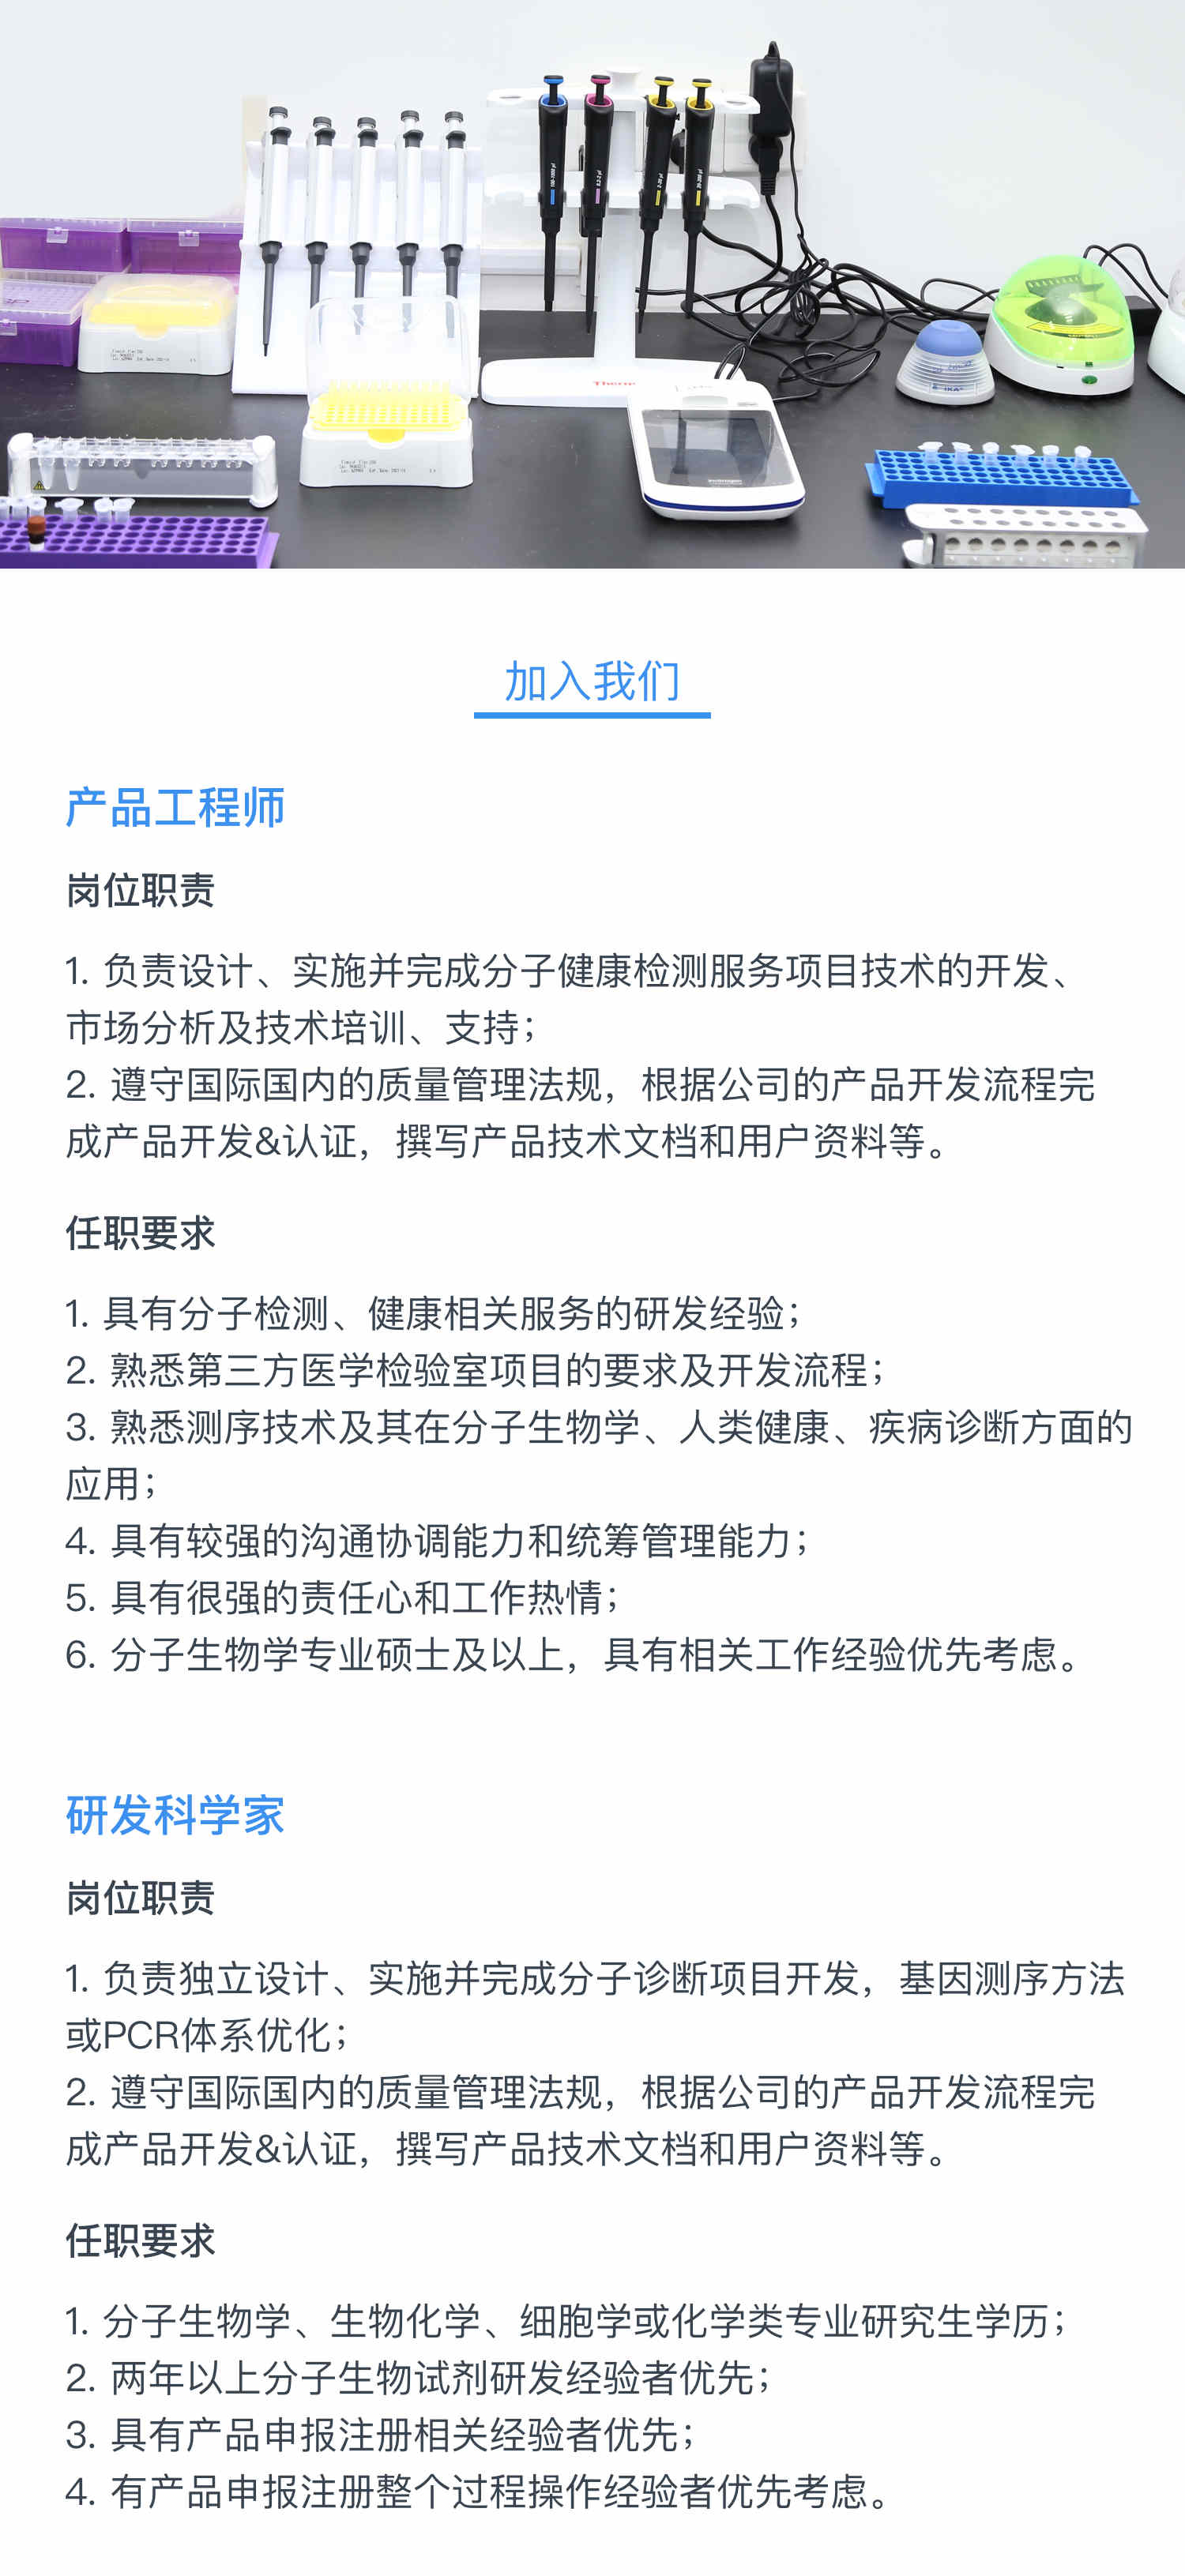 加入我们
产品工程师
岗位职责
1. 负责设计、实施并完成分子健康检测服务项目技术的开发、
市场分析及技术培训、支持；
2. 遵守国际国内的质量管理法规，根据公司的产品开发流程完
成产品开发&认证，撰写产品技术文档和用户资料等。
任职要求
1. 具有分子检测、健康相关服务的研发经验；
2. 熟悉第三方医学检验室项目的要求及开发流程；
3. 熟悉测序技术及其在分子生物学、人类健康、疾病诊断方面的
应用；
4. 具有较强的沟通协调能力和统筹管理能力；
5. 具有很强的责任心和工作热情；
6. 分子生物学专业硕士及以上，具有相关工作经验优先考虑。
研发科学家
岗位职责
1. 负责独立设计、实施并完成分子诊断项目开发，基因测序方法
或PCR体系优化；
2. 遵守国际国内的质量管理法规，根据公司的产品开发流程完
成产品开发&认证，撰写产品技术文档和用户资料等。
任职要求
1. 分子生物学、生物化学、细胞学或化学类专业研究生学历；
2. 两年以上分子生物试剂研发经验者优先；
3. 具有产品申报注册相关经验者优先；
4. 有产品申报注册整个过程操作经验者优先考虑。